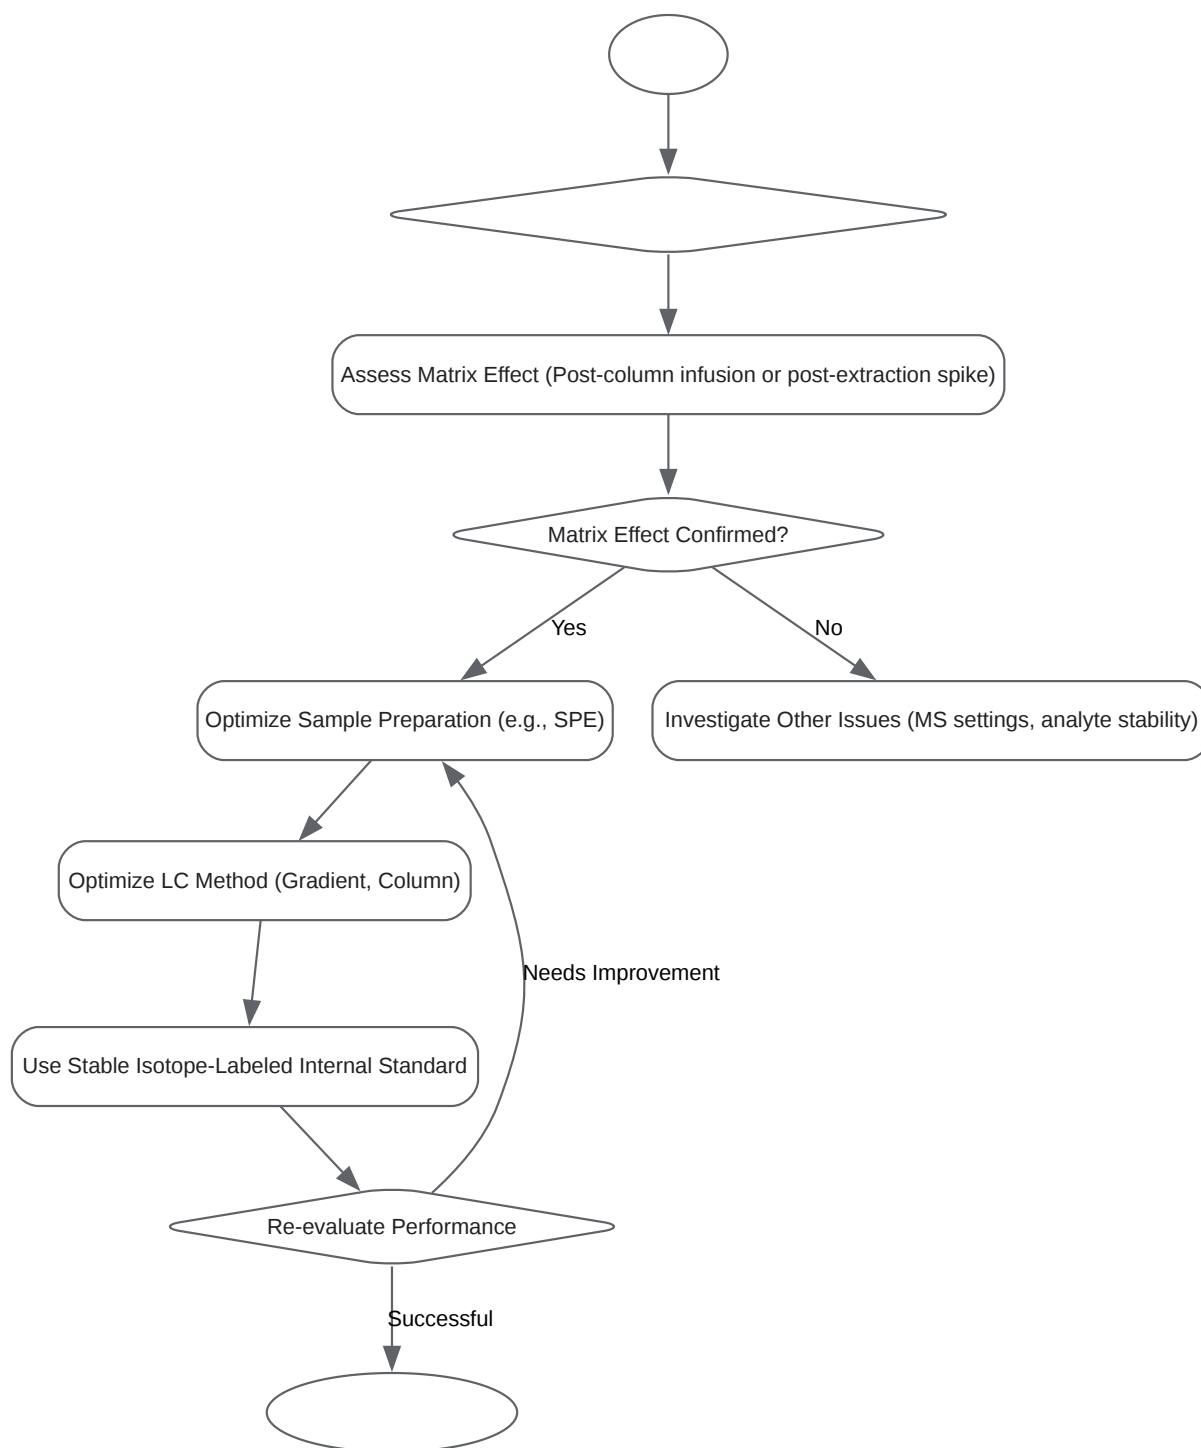 Assess Matrix Effect (Post-column infusion or post-extraction spike)
Matrix Effect Confirmed?
Yes
No
Optimize Sample Preparation (e.g., SPE)
Investigate Other Issues (MS settings, analyte stability)
Optimize LC Method (Gradient, Column)
Needs Improvement
Use Stable Isotope-Labeled Internal Standard
Re-evaluate Performance
Successful